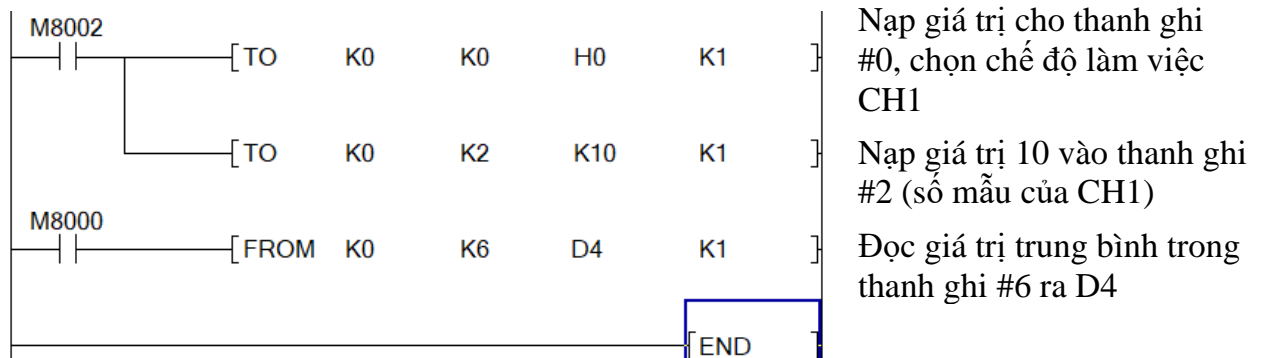 M8002
TO K0 K0 H0 K1
Nạp giá trị cho thanh ghi
#0, chọn chế độ làm việc
CH1
TO K0 K2 K10 K1
Nạp giá trị 10 vào thanh ghi
#2 (số mẫu của CH1)
M8000
FROM K0 K6 D4 K1
Đọc giá trị trung bình trong
thanh ghi #6 ra D4
END